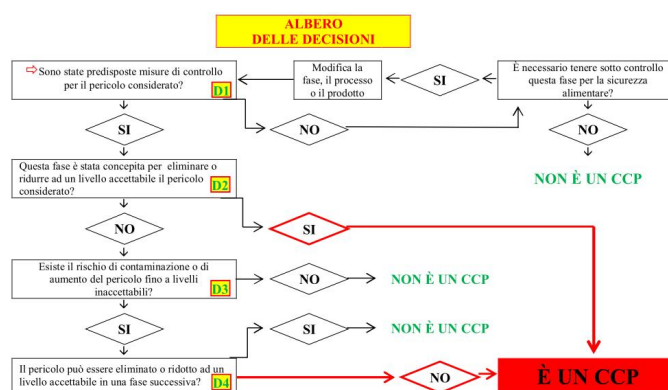 ALBERO
DELLE DECISIONI
⇨Sono state predisposte misure di controllo
per il pericolo considerato?
D1
Modifica la
fase, il processo
o il prodotto
SI
È necessario tenere sotto controllo
questa fase per la sicurezza
alimentare?
SI
NO
NO
NON È UN CCP
Questa fase è stata concepita per eliminare o
ridurre ad un livello accettabile il pericolo
considerato?
D2
NO
SI
Esiste il rischio di contaminazione o di
aumento del pericolo fino a livelli
inaccettabili?
D3
NO
NON È UN CCP
SI
SI
NON È UN CCP
Il pericolo può essere eliminato o ridotto ad un
livello accettabile in una fase successiva?
D4
NO
È UN CCP